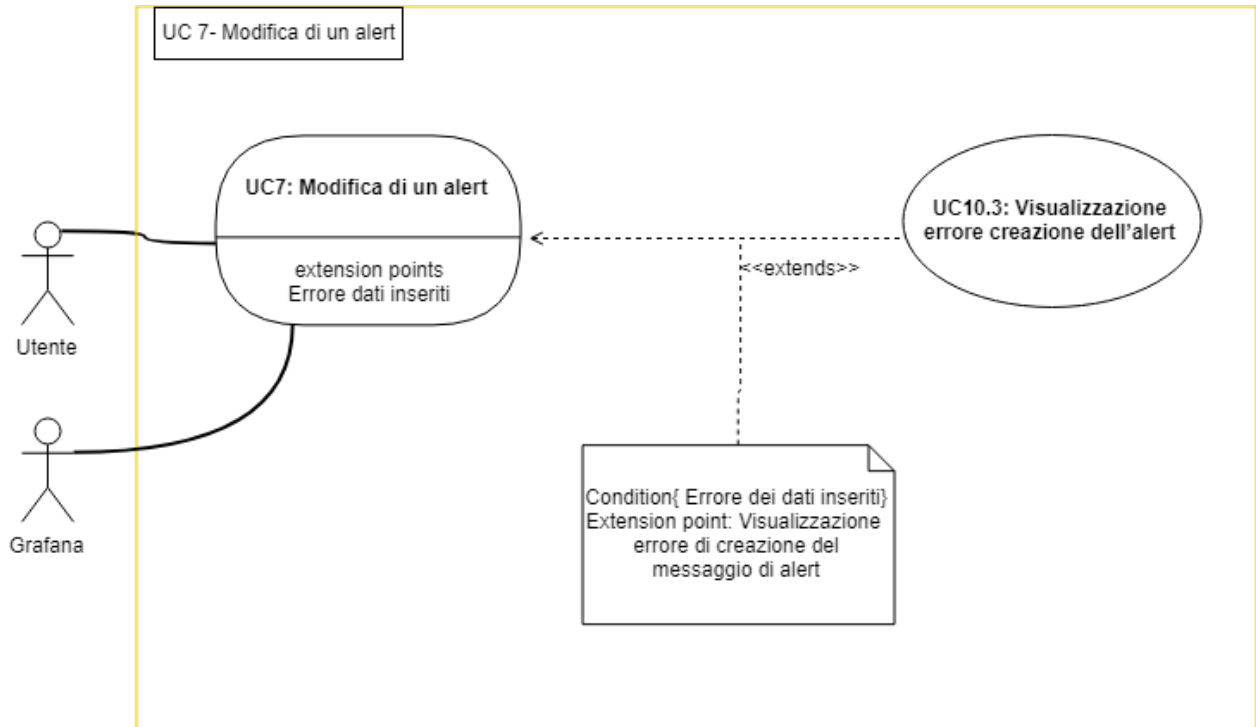 UC 7- Modifica di un alert
UC7: Modifica di un alert
extension points
Errore dati inseriti
UC10.3: Visualizzazione
errore creazione dell'alert
<<extends>>
Utente
Condition{ Errore dei dati inseriti}
Extension point: Visualizzazione
errore di creazione del
messaggio di alert
Grafana